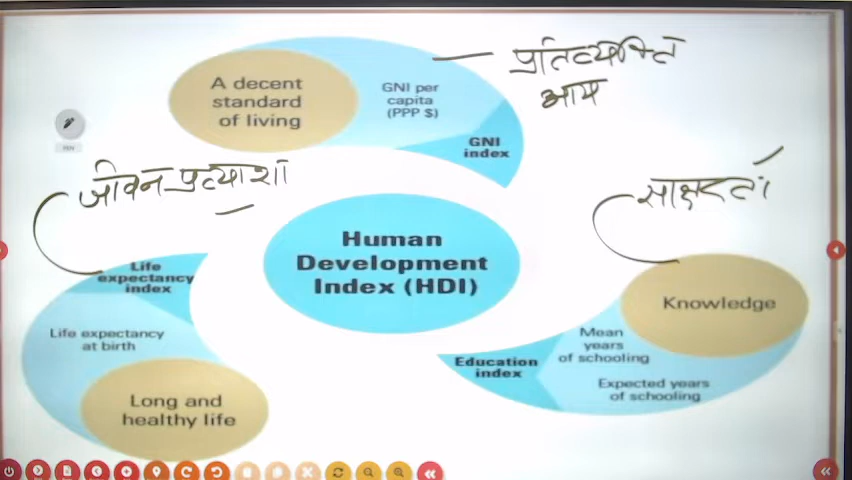 A decent
standard
of living
GNI per
capita
(PPP $)
GNI
index
प्रतिव्यक्ति
आय
जीवन प्रत्याशा
साक्षरता
Human
Development
Index (HDI)
Life
expectancy
index
Life expectancy
at birth
Long and
healthy life
Knowledge
Mean
years
of schooling
Education
index
Expected years
of schooling